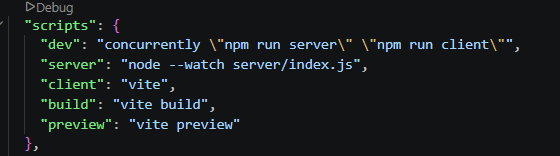 Debug
"scripts": {
"dev": "concurrently \"npm run server\" \"npm run client\"",
"server": "node --watch server/index.js",
"client": "vite",
"build": "vite build",
"preview": "vite preview"
},